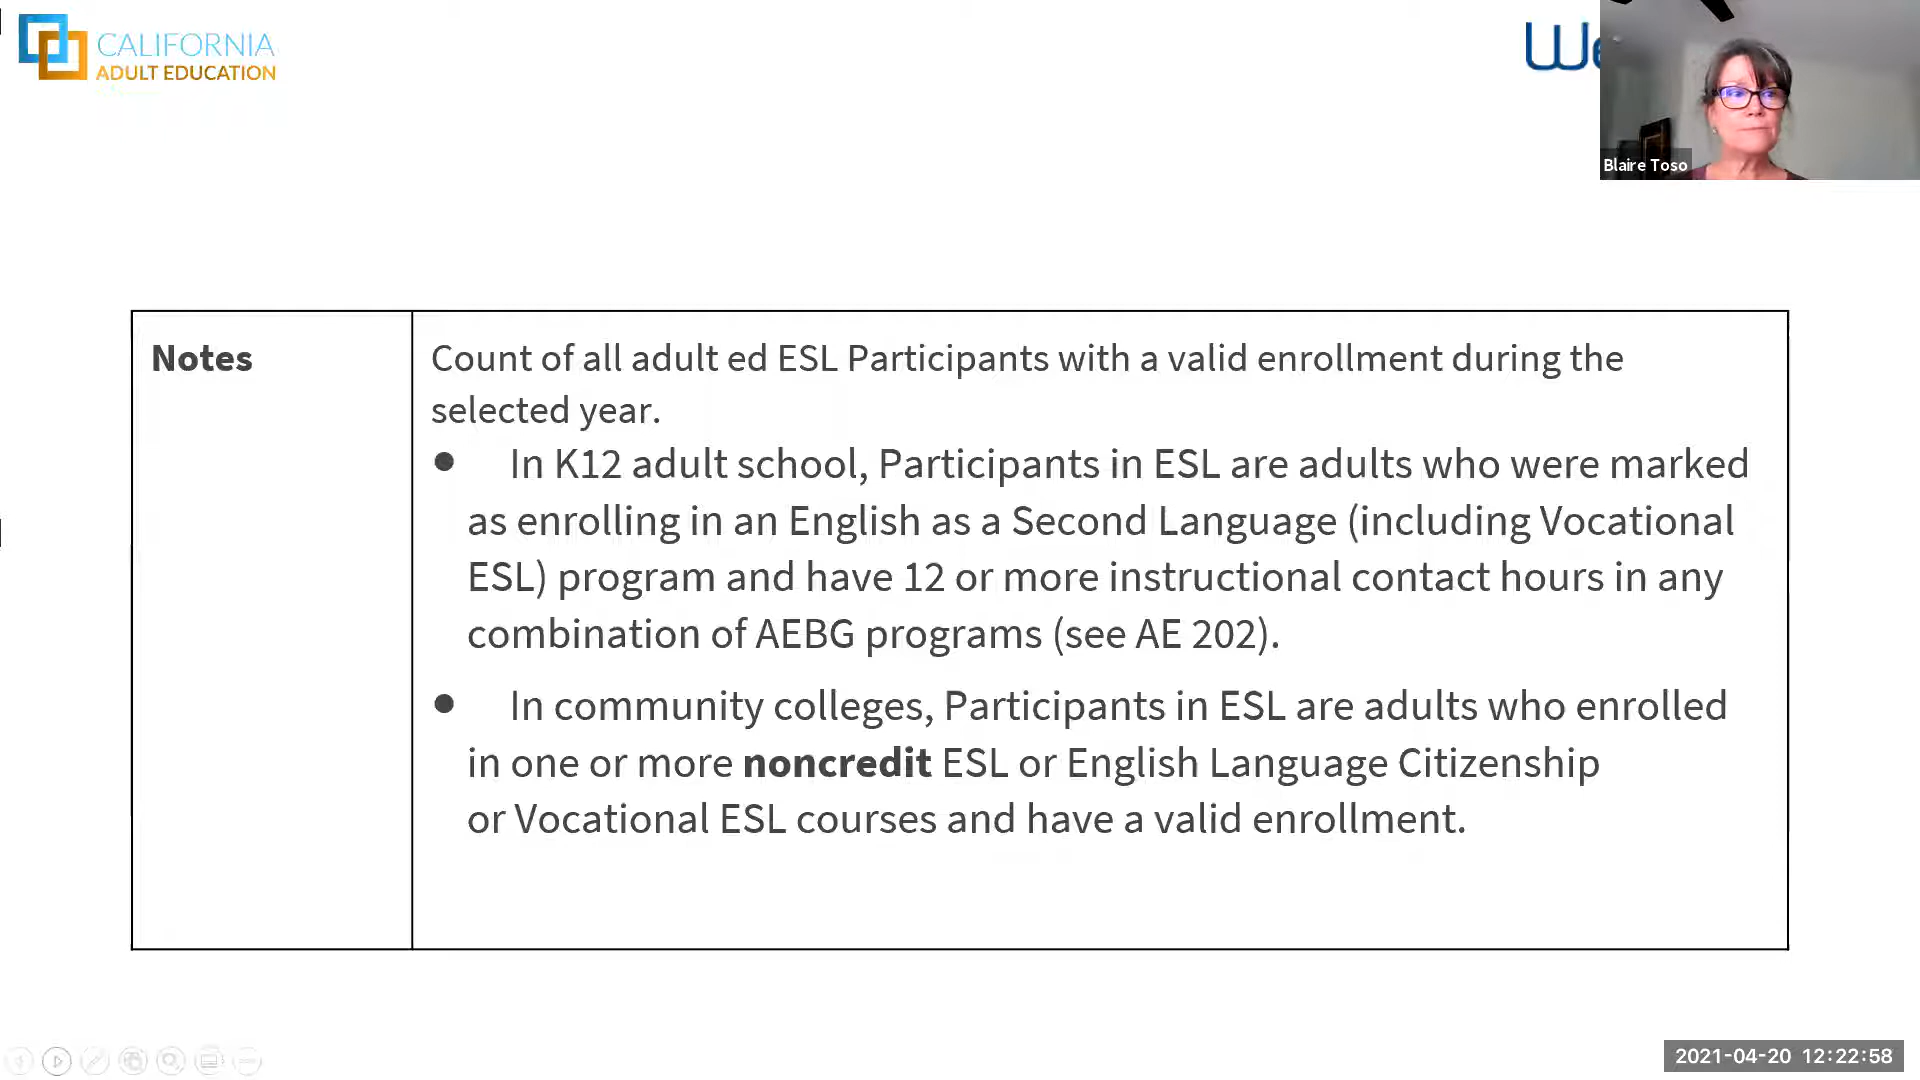 CALIFORNIA
ADULT EDUCATION
Blaire Toso
Notes
Count of all adult ed ESL Participants with a valid enrollment during the
selected year.
● In K12 adult school, Participants in ESL are adults who were marked
as enrolling in an English as a Second Language (including Vocational
ESL) program and have 12 or more instructional contact hours in any
combination of AEBG programs (see AE 202).
● In community colleges, Participants in ESL are adults who enrolled
in one or more noncredit ESL or English Language Citizenship
or Vocational ESL courses and have a valid enrollment.
2021-04-20 12:22:58